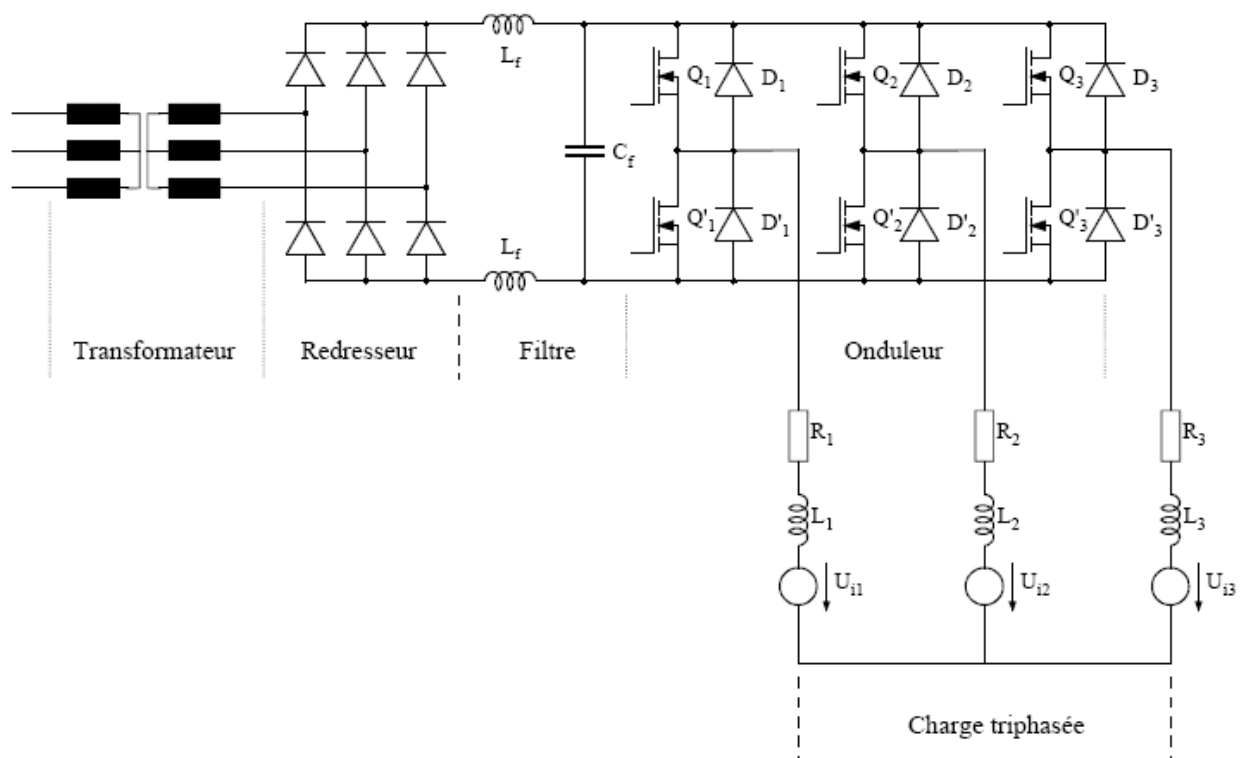 L_f
Q_1 D_1 Q_2 D_2 Q_3 D_3
C_f
Q'_1 D'_1 Q'_2 D'_2 Q'_3 D'_3
L_f
Transformateur Redresseur Filtre Onduleur
R_1 R_2 R_3
L_1 L_2 L_3
U_i1 U_i2 U_i3
Charge triphasée